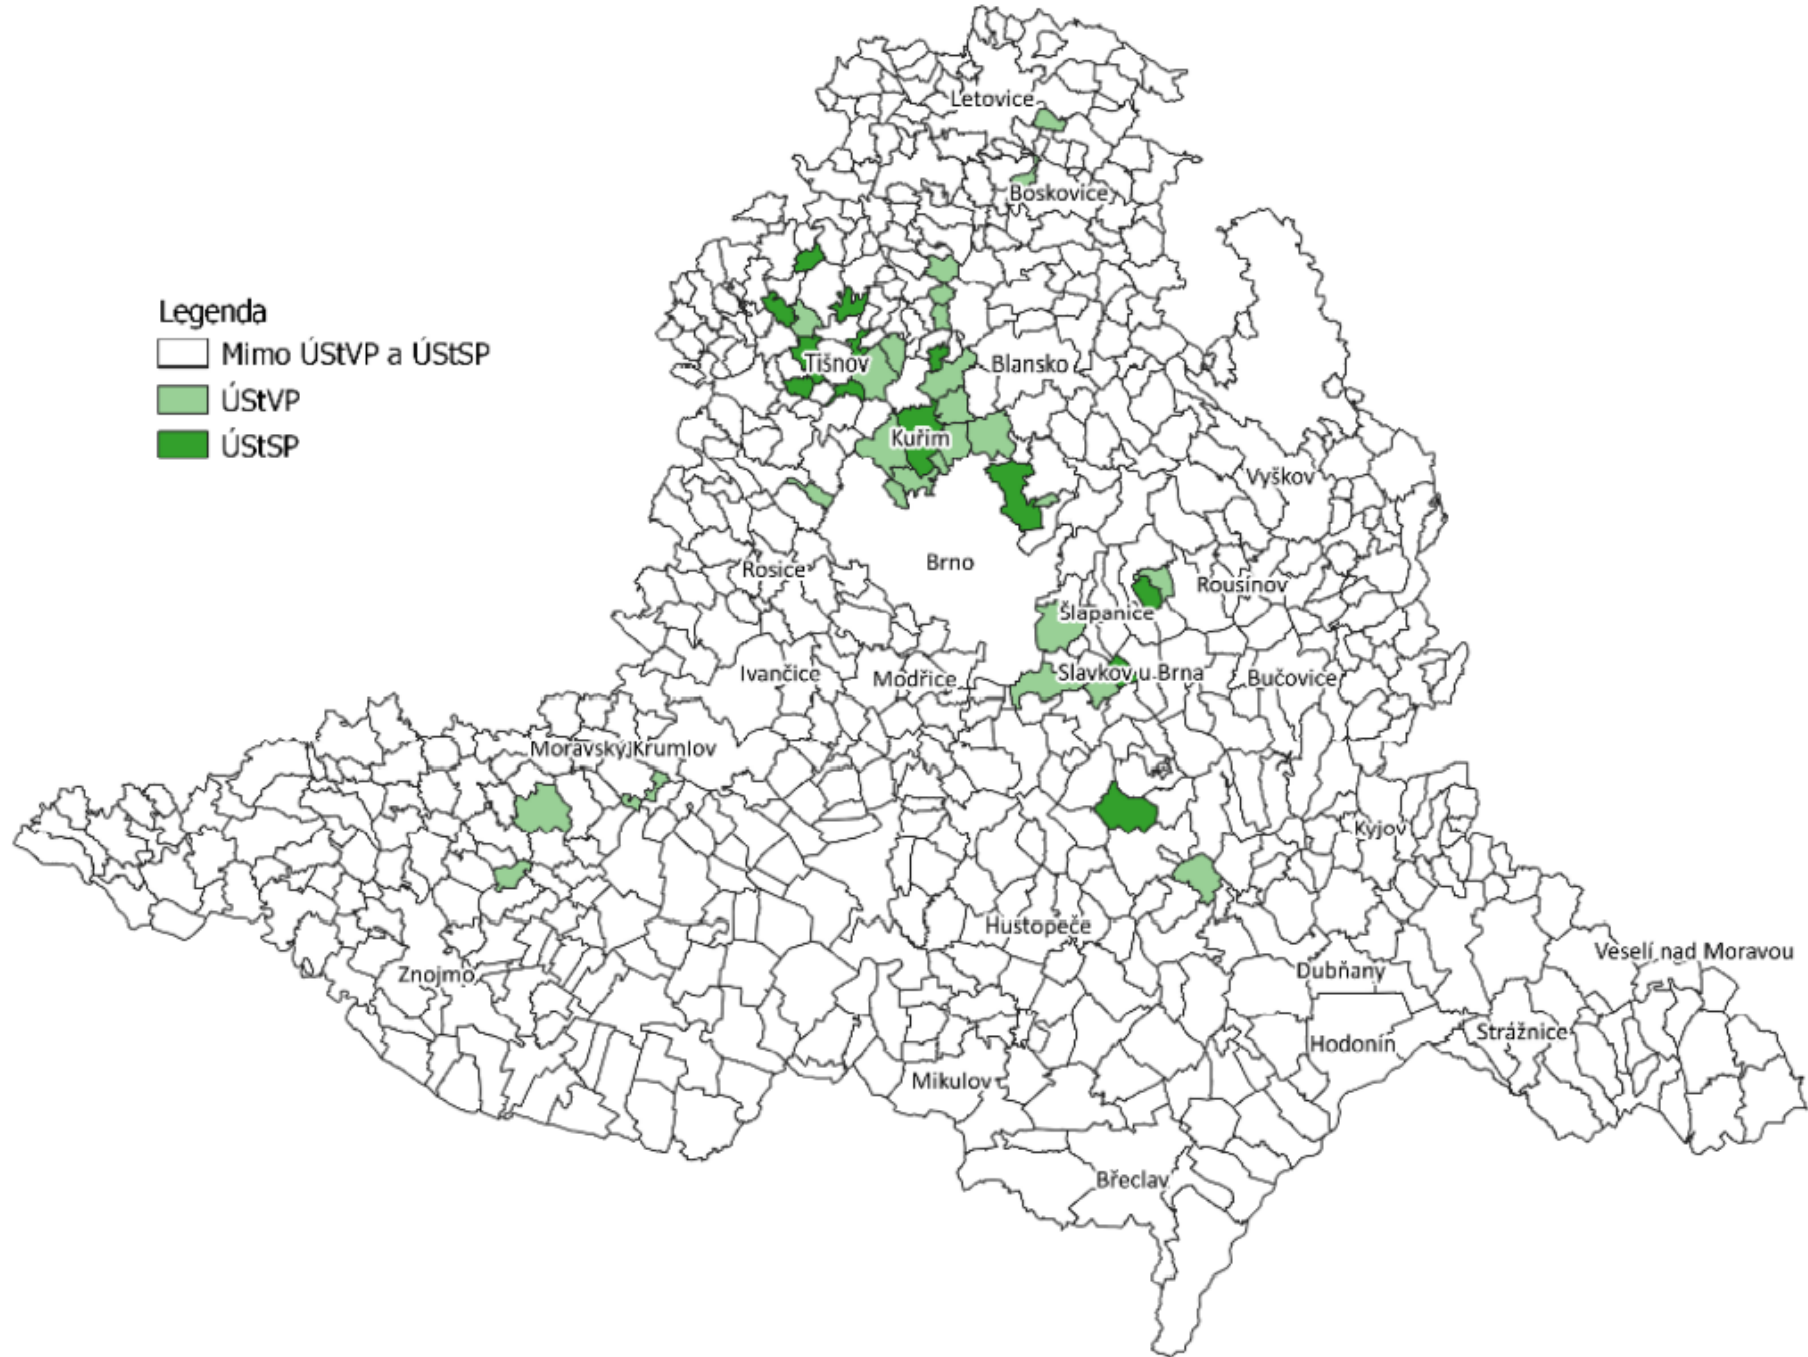 Letovice
Boskovice
Legenda
Mimo ÚStVP a ÚStSP
ÚStVP
ÚStSP
Tišnov
Blansko
Kuřim
Vyškov
Brno
Rosice
Rousínov
Šlapanice
Ivančice
Modřice
Slavkov u Brna
Bučovice
Moravský Krumlov
Kyjov
Hustopeče
Veselí nad Moravou
Znojmo
Dubňany
Strážnice
Hodonín
Mikulov
Břeclav